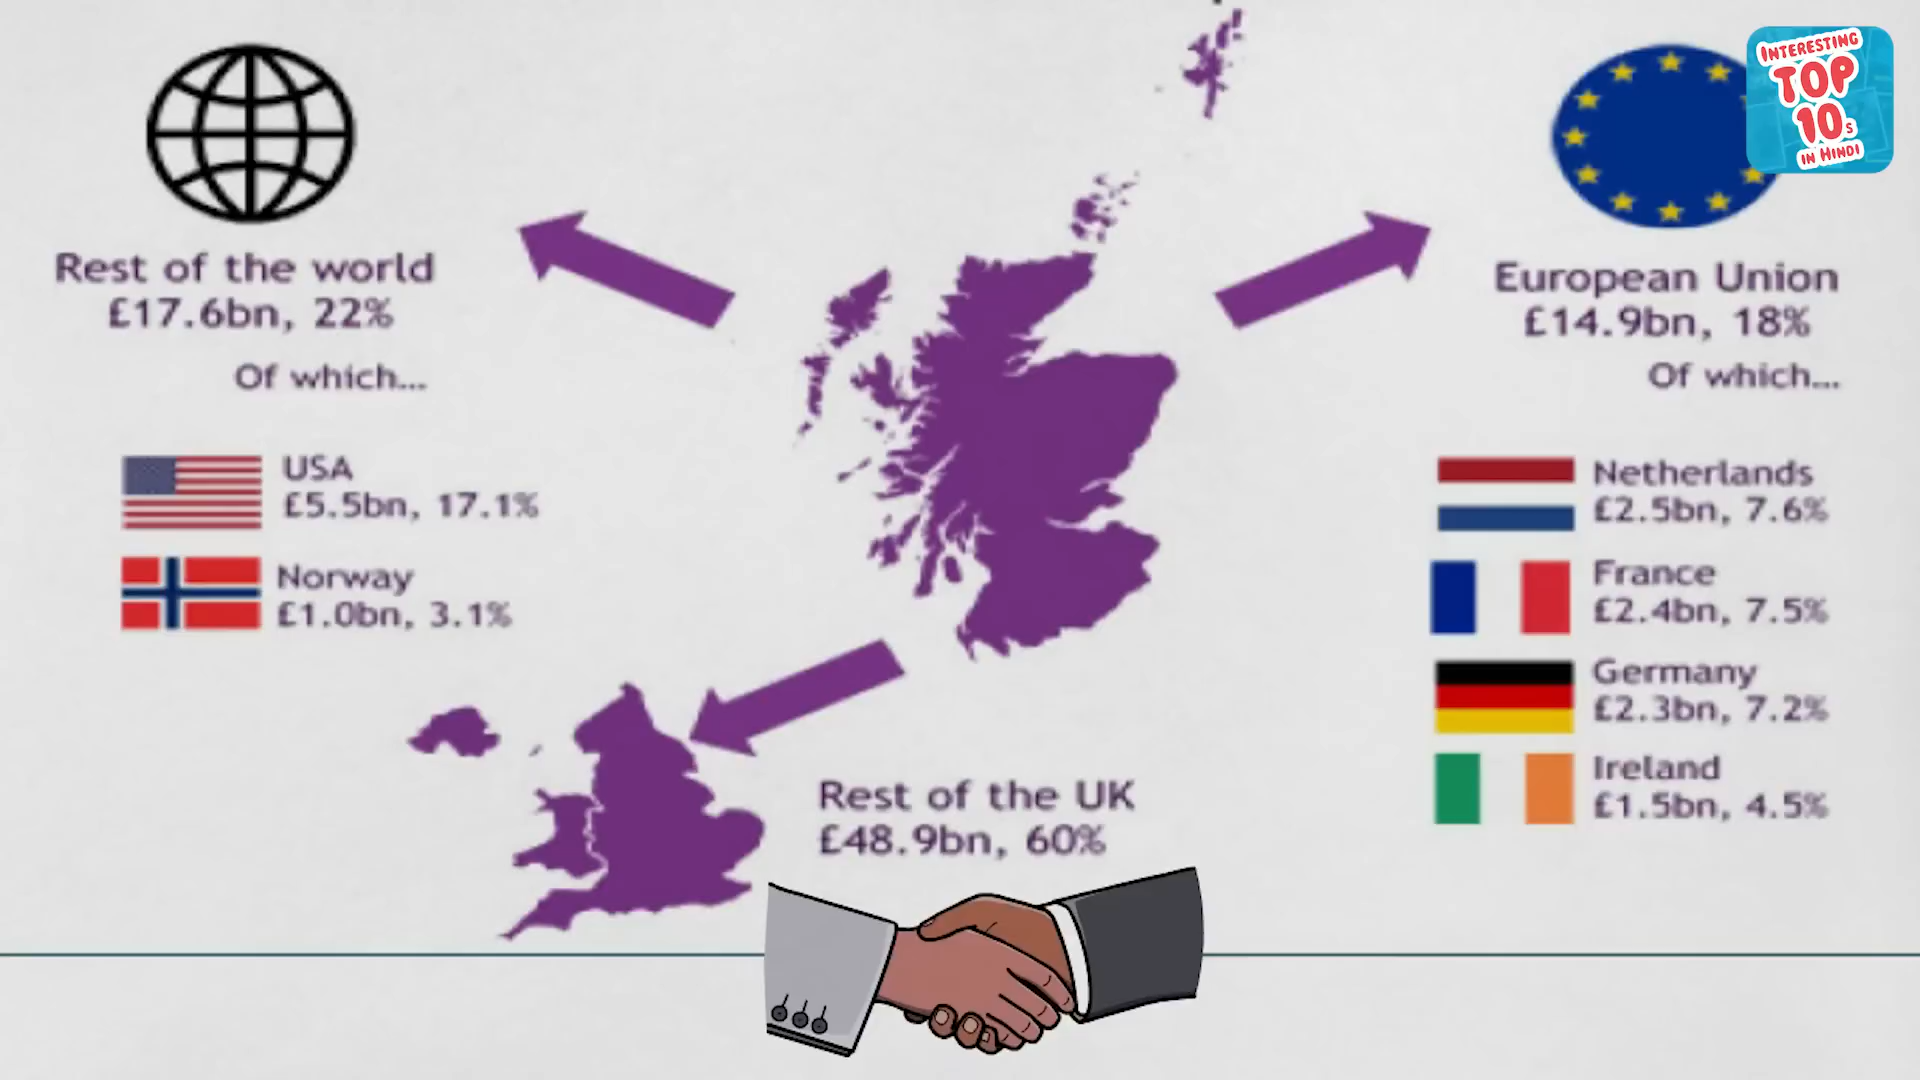 Rest of the world
£17.6bn, 22%
Of which...
USA
£5.5bn, 17.1%
Norway
£1.0bn, 3.1%
Rest of the UK
£48.9bn, 60%
European Union
£14.9bn, 18%
Of which...
Netherlands
£2.5bn, 7.6%
France
£2.4bn, 7.5%
Germany
£2.3bn, 7.2%
Ireland
£1.5bn, 4.5%
INTERESTING
TOP
10s
IN HINDI